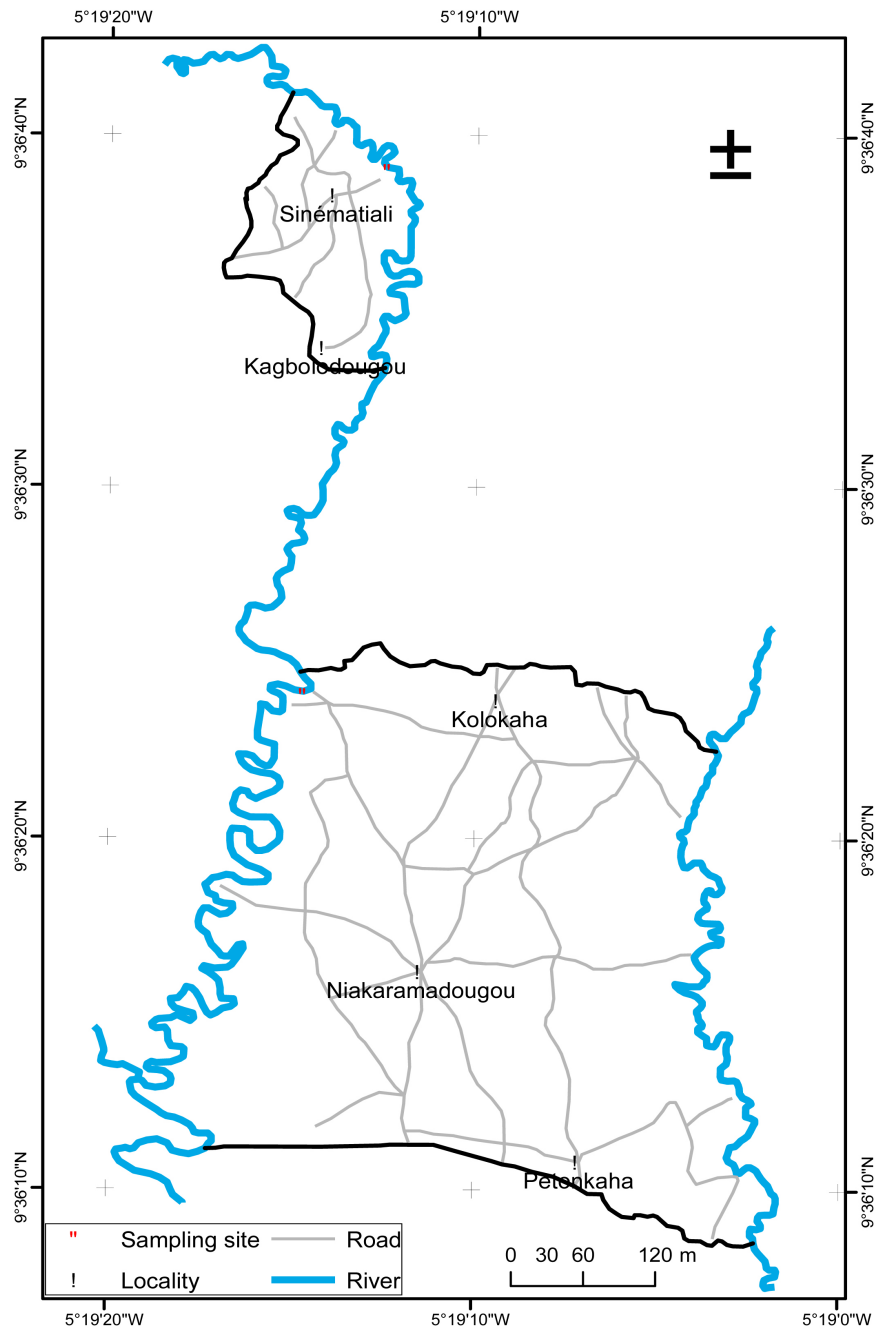 5°19'20"W 5°19'10"W
9°36'40"N 9°36'40"N
±
!
Sinématiali
"
!
Kagbolodougou
9°36'30"N 9°36'30"N
"
!
Kolokaha
9°36'20"N 9°36'20"N
!
Niakaramadougou
!
Petonkaha
9°36'10"N 9°36'10"N
" Sampling site Road
! Locality River
0 30 60 120 m
5°19'20"W 5°19'10"W 5°19'0"W